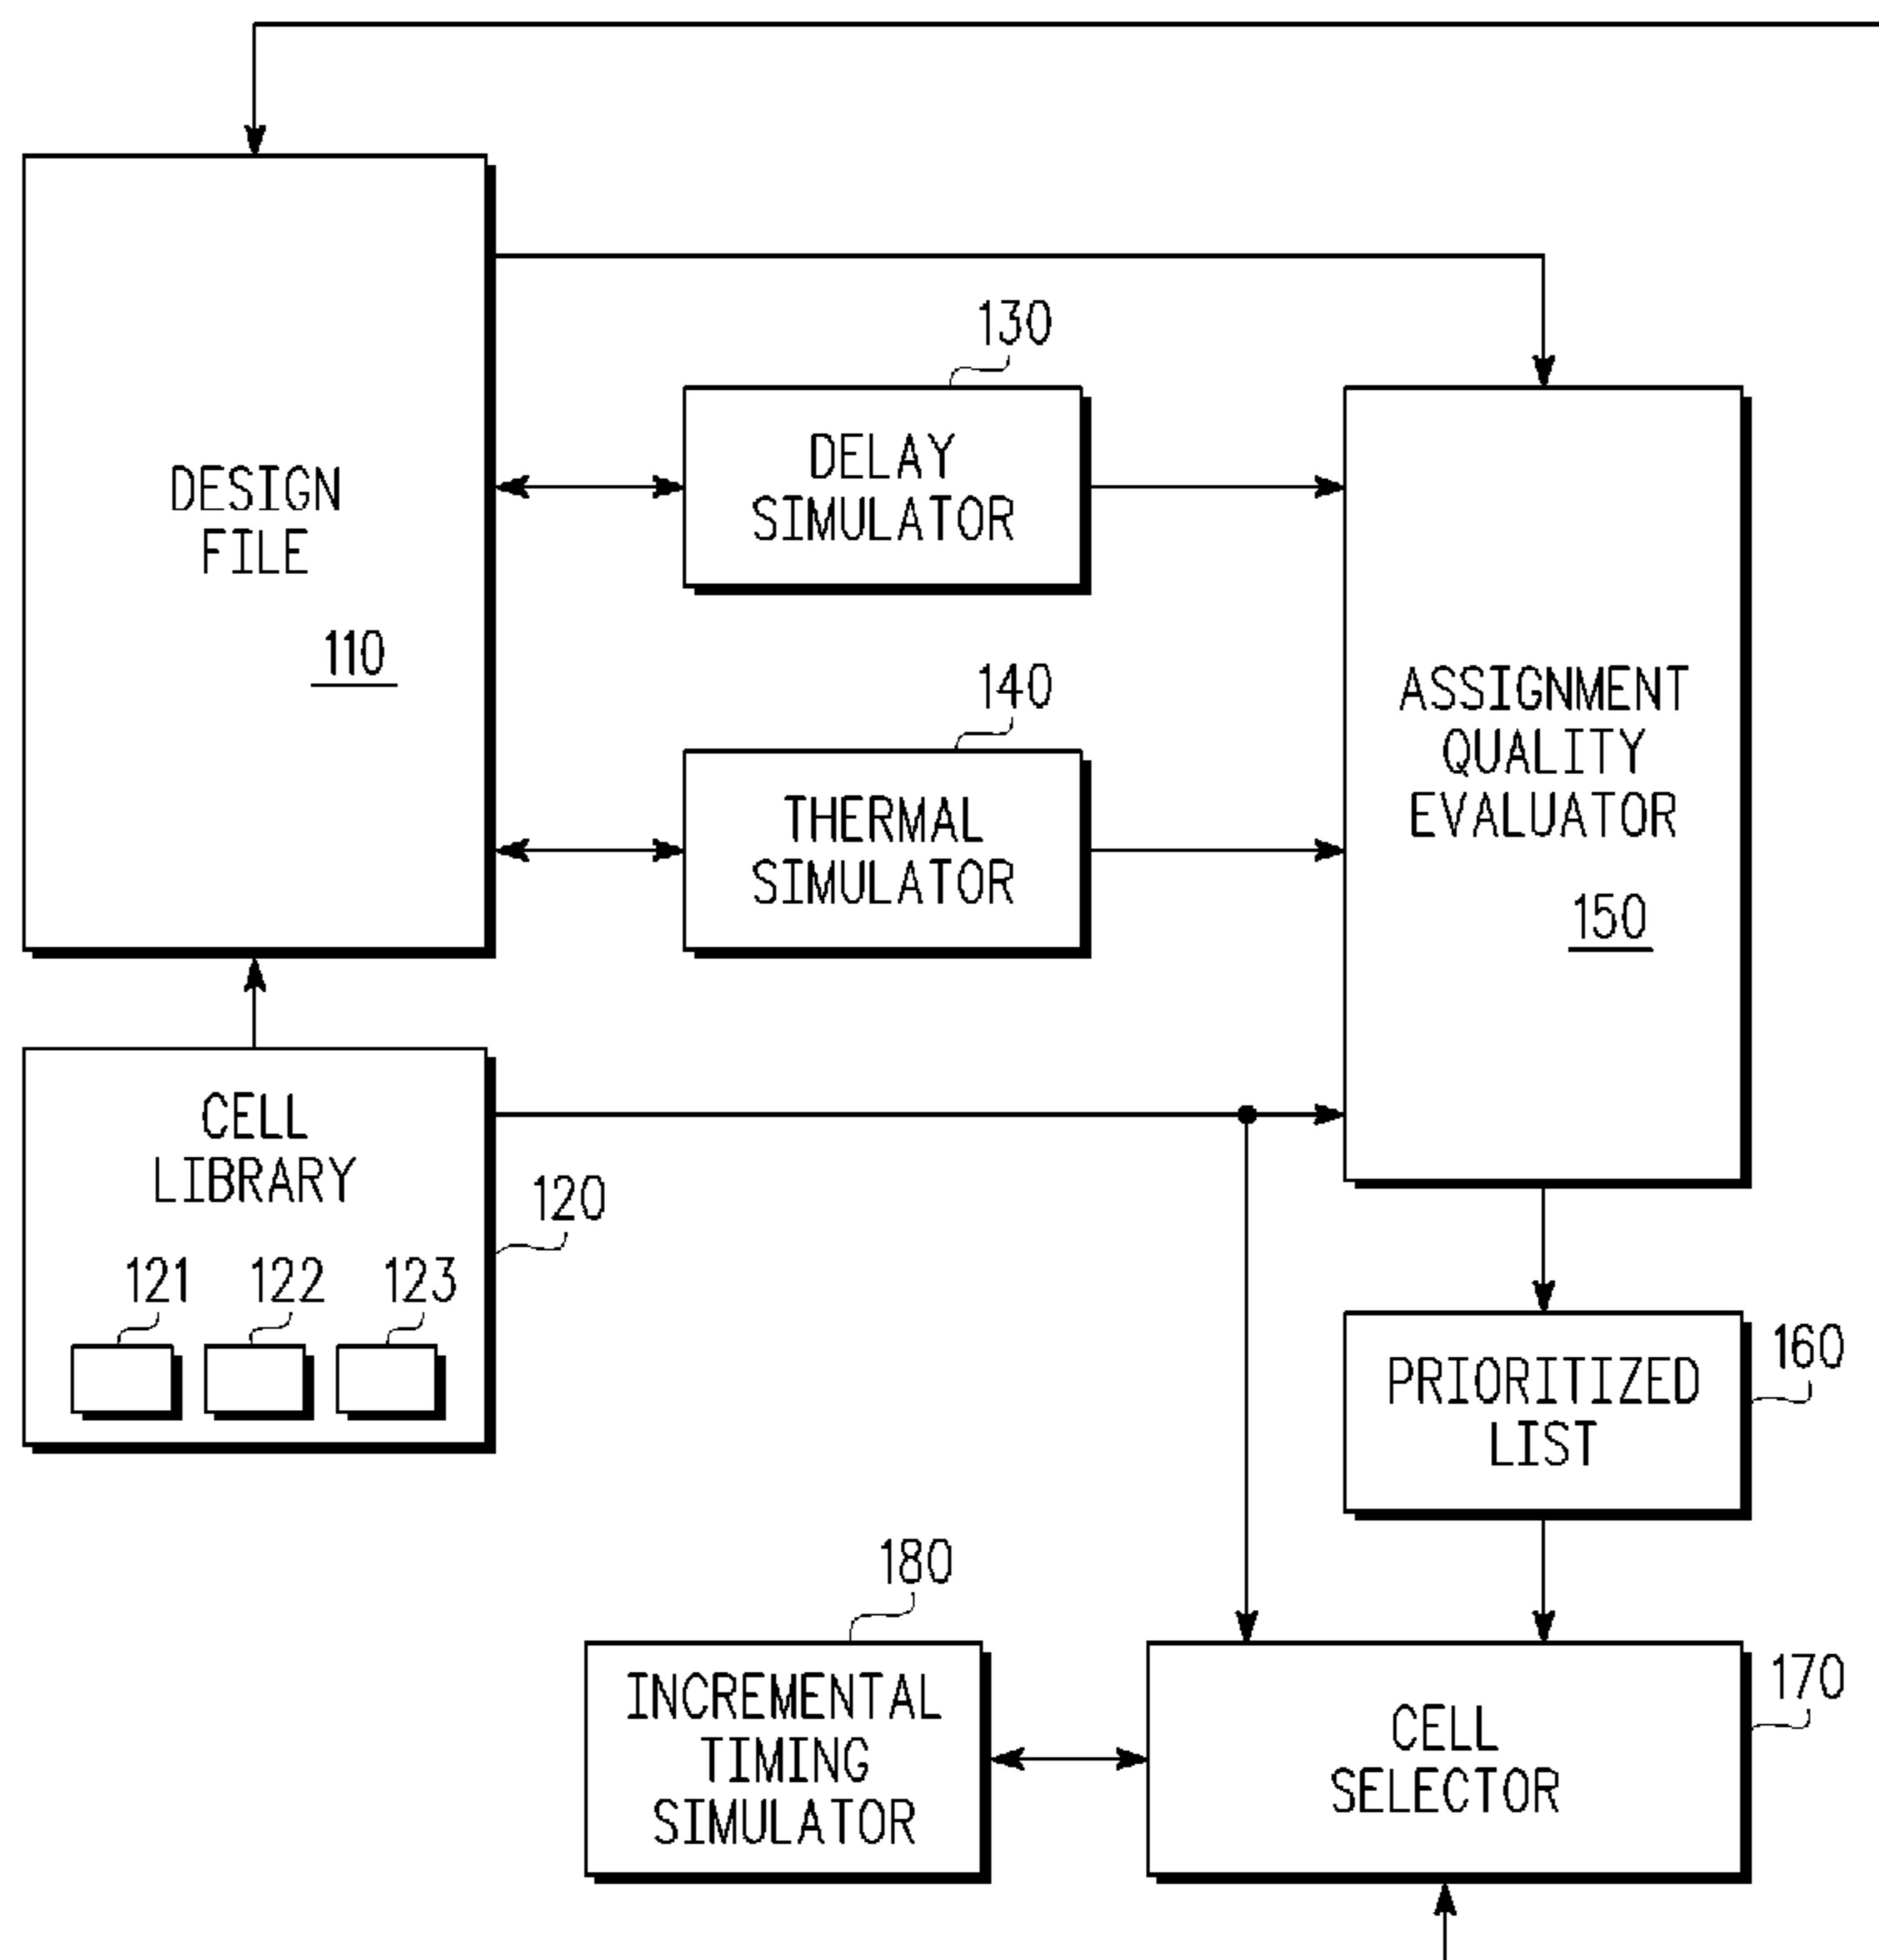 130
DELAY
SIMULATOR
DESIGN
FILE
110
140
THERMAL
SIMULATOR
ASSIGNMENT
QUALITY
EVALUATOR
150
CELL
LIBRARY
120
121 122 123
160
PRIORITIZED
LIST
180
INCREMENTAL
TIMING
SIMULATOR
170
CELL
SELECTOR